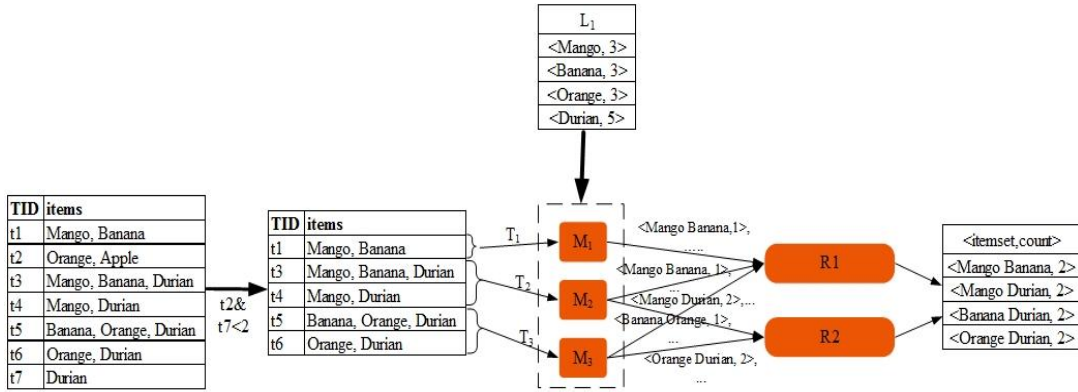 L1
<Mango, 3>
<Banana, 3>
<Orange, 3>
<Durian, 5>
TID items
t1 Mango, Banana
t2 Orange, Apple
t3 Mango, Banana, Durian
t4 Mango, Durian
t5 Banana, Orange, Durian
t6 Orange, Durian
t7 Durian
t2&
t7<2
TID items
t1 Mango, Banana
t3 Mango, Banana, Durian
t4 Mango, Durian
t5 Banana, Orange, Durian
t6 Orange, Durian
T1
T2
T3
M1
M2
M3
<Mango Banana,1>,
.....
<Mango Banana, 1>,
...
<Mango Durian, 2>,...
<Banana Orange, 1>,
...
<Orange Durian, 2>,
...
R1
R2
<itemset,count>
<Mango Banana, 2>
<Mango Durian, 2>
<Banana Durian, 2>
<Orange Durian, 2>